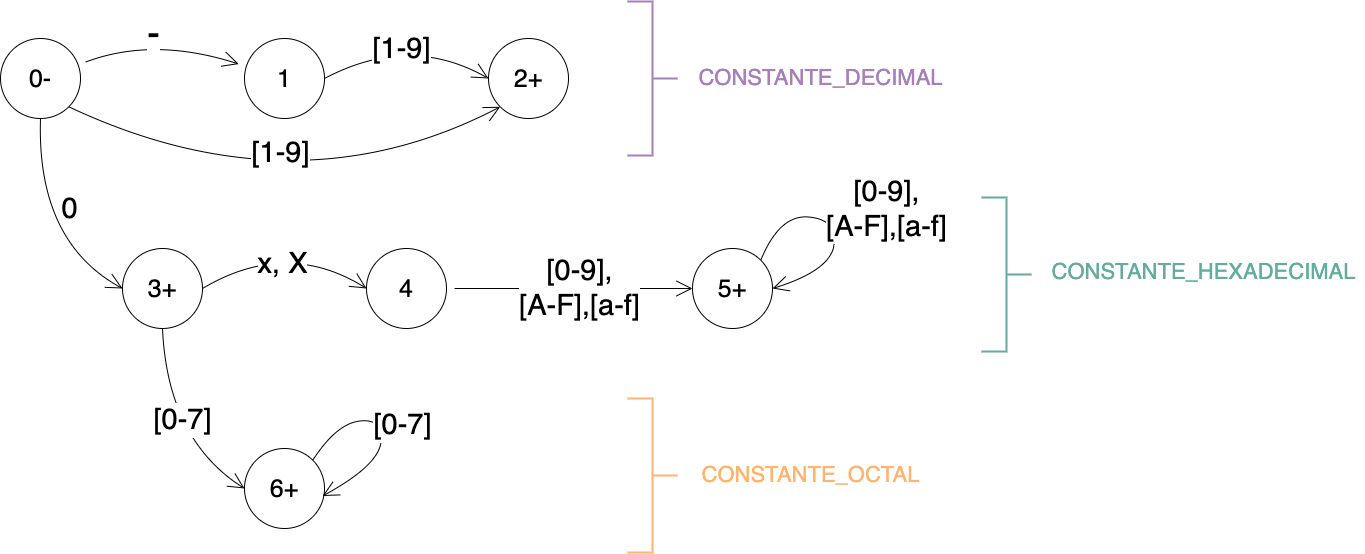 -
0-
1
[1-9]
2+
CONSTANTE_DECIMAL
[1-9]
0
3+
x, X
4
[0-9],
[A-F],[a-f]
5+
[0-9],
[A-F],[a-f]
CONSTANTE_HEXADECIMAL
[0-7]
6+
[0-7]
CONSTANTE_OCTAL